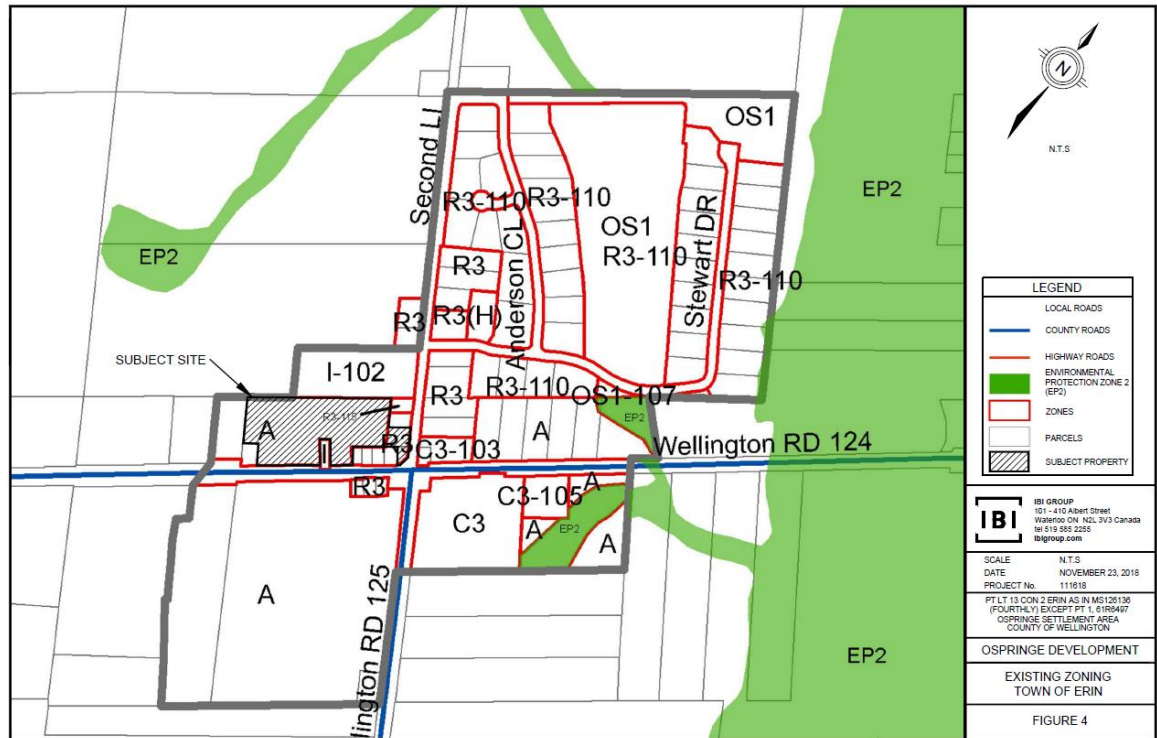 OS1
Second LI
EP2
R3-110
R3-110
OS1
Anderson CL
R3-110
Stewart DR
R3-110
EP2
R3
R3
R3(H)
SUBJECT SITE
I-102
R3
R3-110
OS1-107
R3-115
EP2
A
R3
C3-103
A
Wellington RD 124
I
R3
C3-105
A
C3
A
EP2
A
A
lington RD 125
EP2
N
N.T.S
LEGEND
LOCAL ROADS
COUNTY ROADS
HIGHWAY ROADS
ENVIRONMENTAL
PROTECTION ZONE 2
(EP2)
ZONES
PARCELS
SUBJECT PROPERTY
IBI
IBI GROUP
101 - 410 Albert Street
Waterloo ON N2L 3V3 Canada
tel 519 585 2255
ibigroup.com
SCALE N.T.S
DATE NOVEMBER 23, 2018
PROJECT No. 111618
PT LT 13 CON 2 ERIN AS IN MS126136
(FOURTHLY) EXCEPT PT 1, 61R6497
OSPRINGE SETTLEMENT AREA
COUNTY OF WELLINGTON
OSPRINGE DEVELOPMENT
EXISTING ZONING
TOWN OF ERIN
FIGURE 4